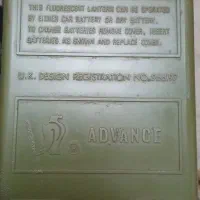 THIS FLUORESCENT LANTERN CAN BE OPERATED
BY EITHER CAR BATTERY OR DRY BATTERY.
TO CHANGE BATTERIES REMOVE COVER, INSERT
BATTERIES AS SHOWN AND REPLACE COVER.
U.S. DESIGN REGISTRATION NO.
ADVANCE